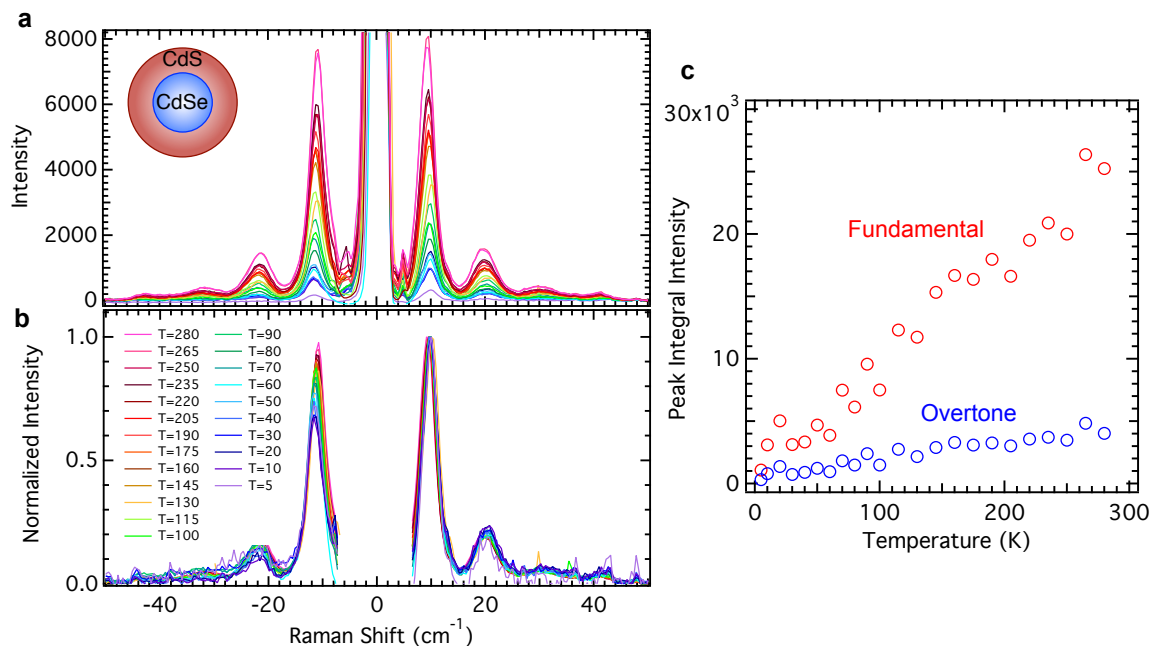 a
8000
6000
4000
2000
0
Intensity
CdS
CdSe
b
1.0
0.5
0.0
Normalized Intensity
T=280
T=265
T=250
T=235
T=220
T=205
T=190
T=175
T=160
T=145
T=130
T=115
T=100
T=90
T=80
T=70
T=60
T=50
T=40
T=30
T=20
T=10
T=5
-40 -20 0 20 40
Raman Shift (cm⁻¹)
c
30x10³
20
10
0
Peak Integral Intensity
Fundamental
Overtone
0 100 200 300
Temperature (K)